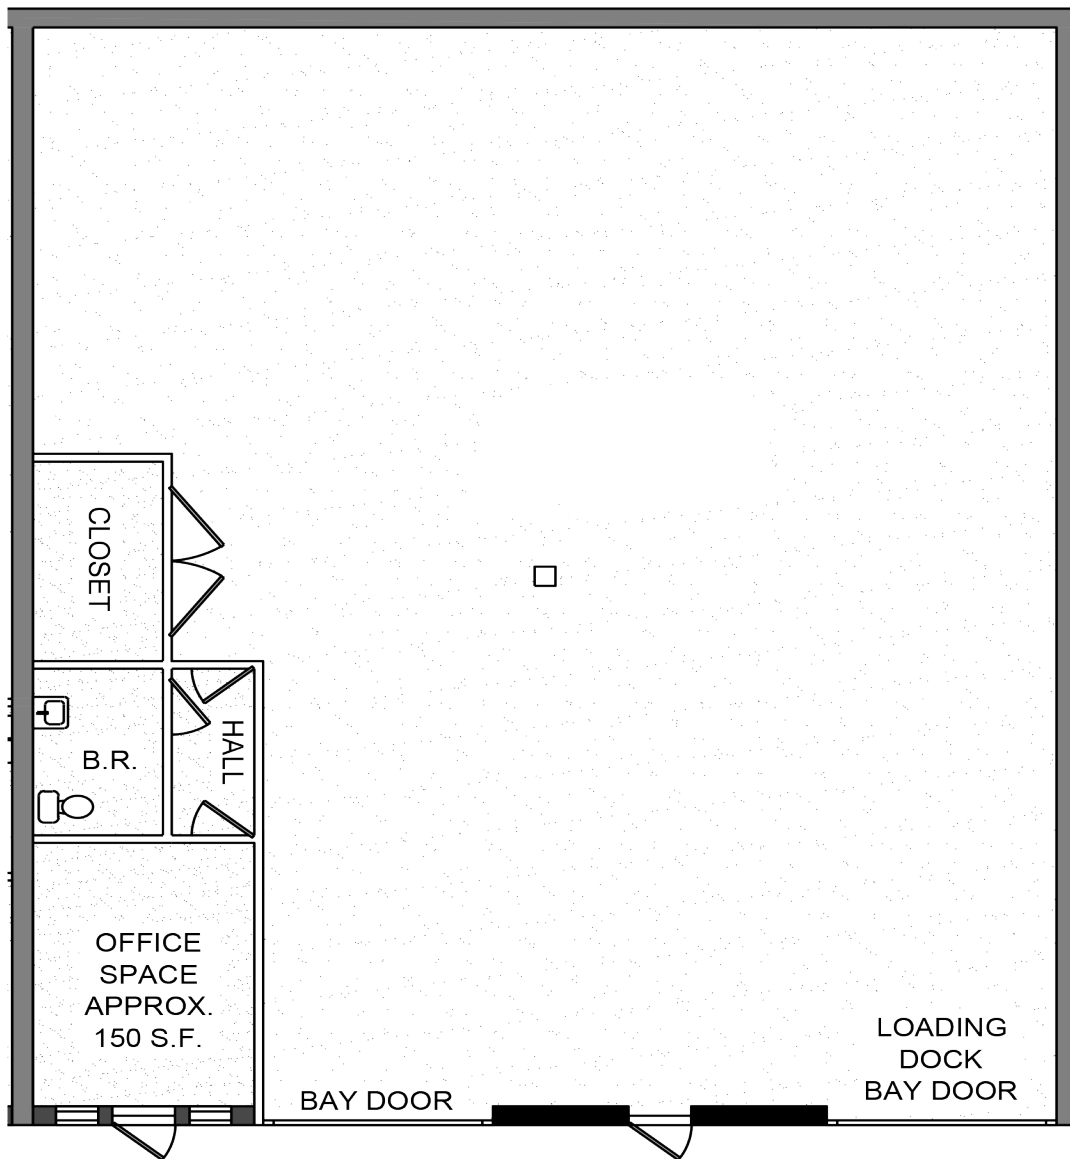 CLOSET
HALL
B.R.
OFFICE
SPACE
APPROX.
150 S.F.
BAY DOOR
LOADING
DOCK
BAY DOOR